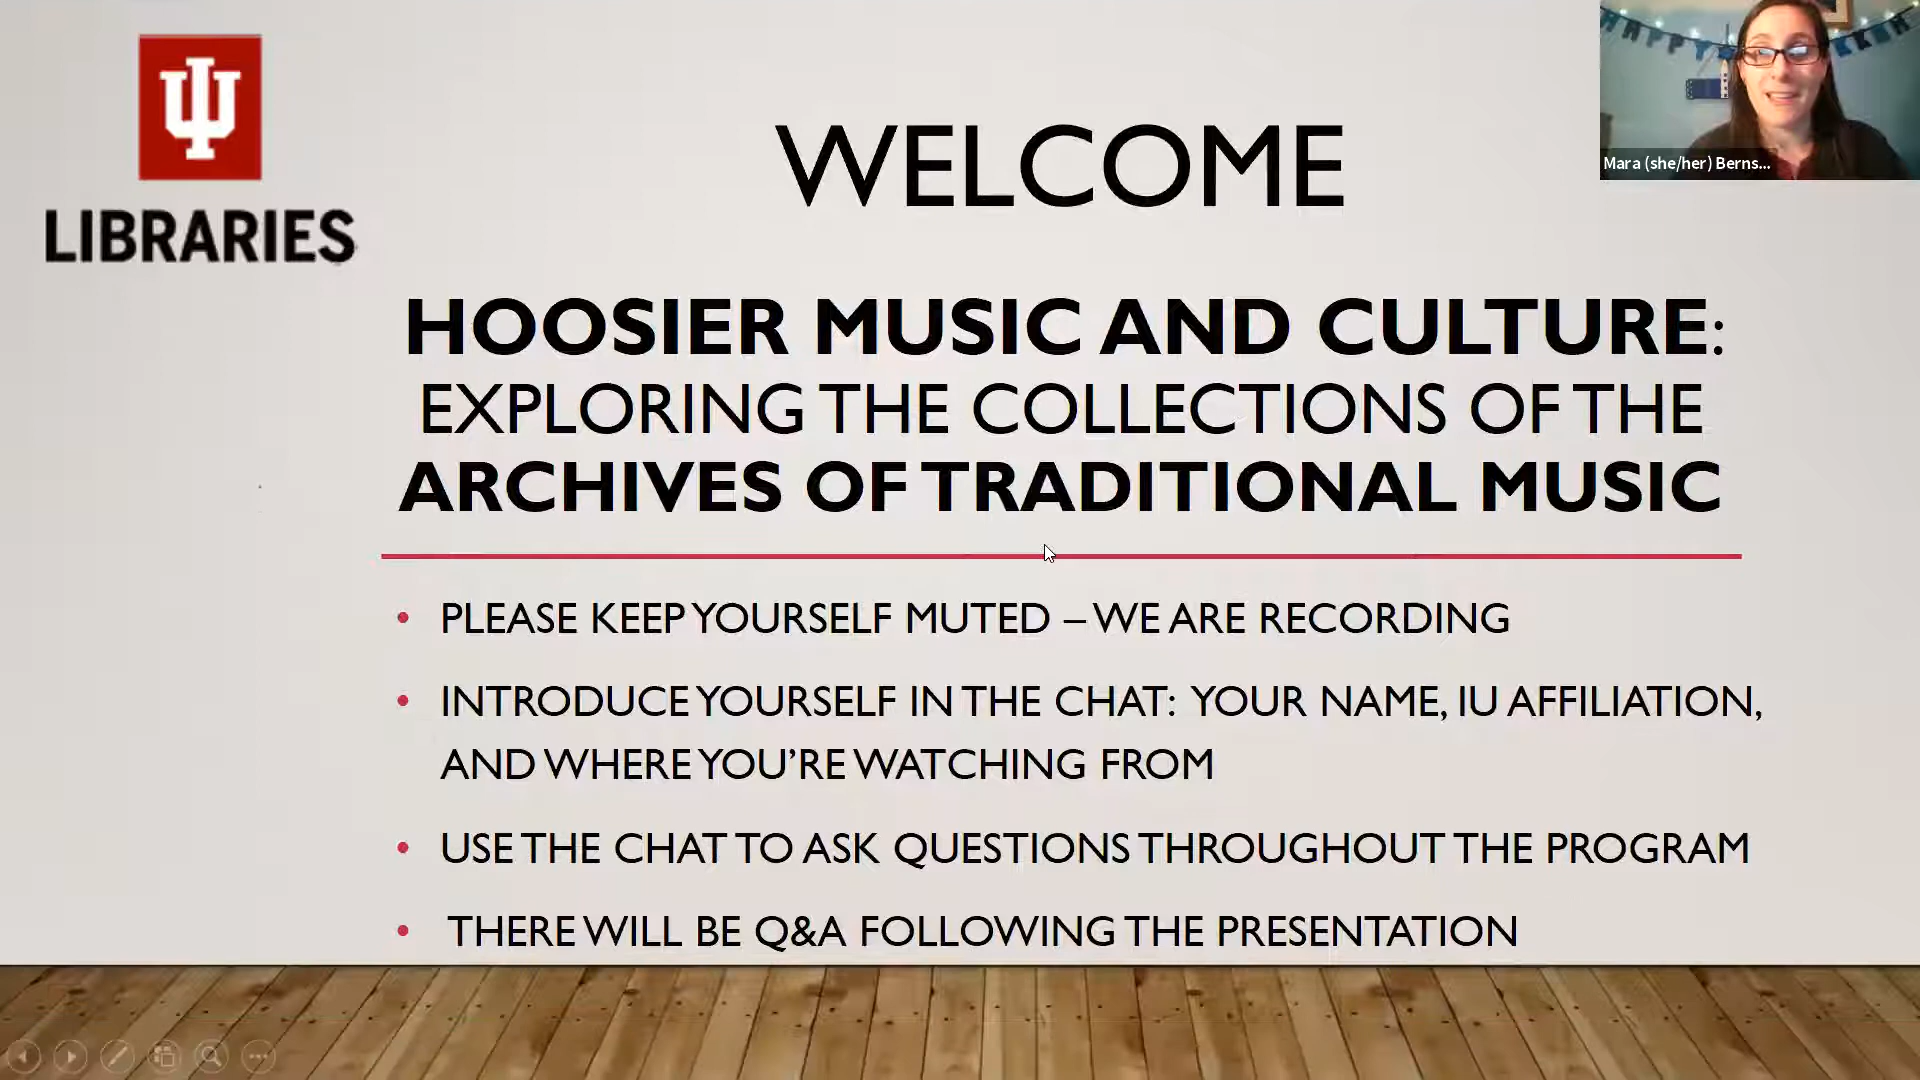 LIBRARIES
WELCOME
HOOSIER MUSIC AND CULTURE:
EXPLORING THE COLLECTIONS OF THE
ARCHIVES OF TRADITIONAL MUSIC
• PLEASE KEEP YOURSELF MUTED – WE ARE RECORDING
• INTRODUCE YOURSELF IN THE CHAT: YOUR NAME, IU AFFILIATION,
AND WHERE YOU'RE WATCHING FROM
• USE THE CHAT TO ASK QUESTIONS THROUGHOUT THE PROGRAM
• THERE WILL BE Q&A FOLLOWING THE PRESENTATION
HAPPY
Mara (she/her) Berns...